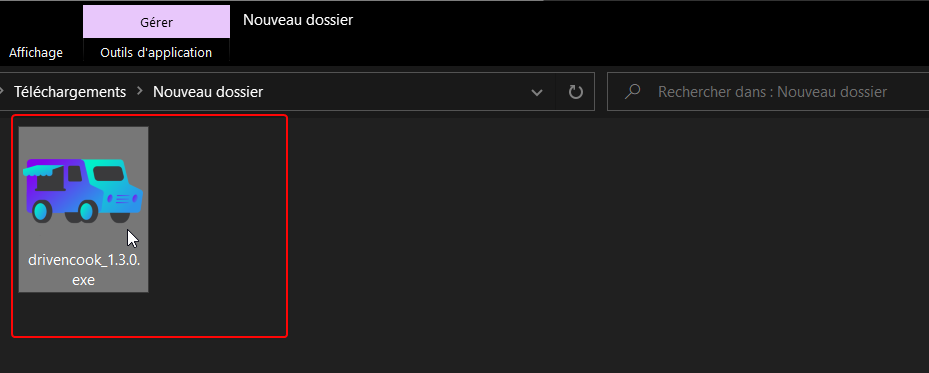 Gérer
Nouveau dossier
Affichage
Outils d'application
Téléchargements > Nouveau dossier
Rechercher dans : Nouveau dossier
drivencook_1.3.0.
exe